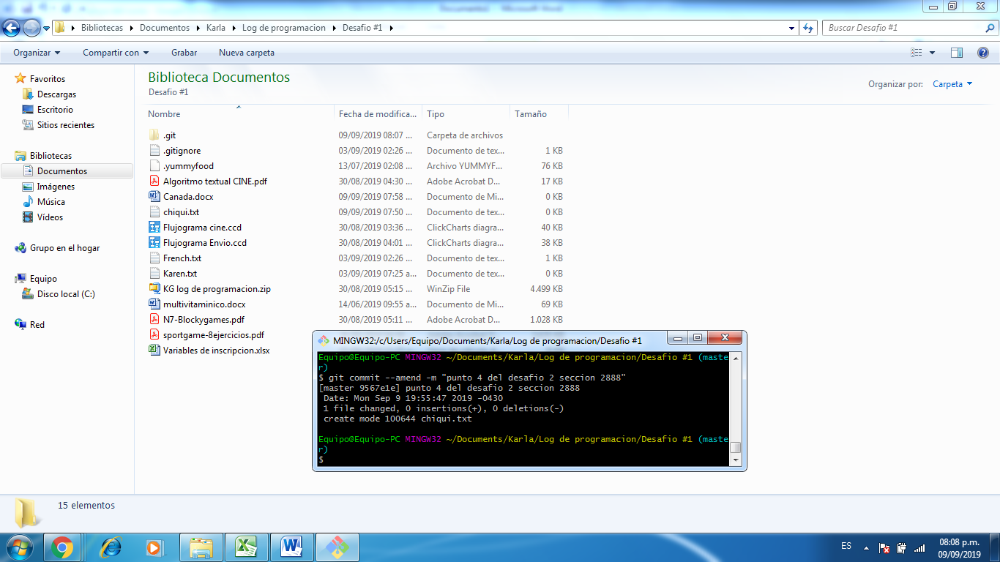 Bibliotecas Documentos Karla Log de programacion Desafio #1
Buscar Desafio #1
Organizar Compartir con Grabar Nueva carpeta
Favoritos
Descargas
Escritorio
Sitios recientes
Bibliotecas
Documentos
Imágenes
Música
Vídeos
Grupo en el hogar
Equipo
Disco local (C:)
Red
Biblioteca Documentos
Desafio #1
Organizar por: Carpeta
Nombre Fecha de modifica... Tipo Tamaño
.git 09/09/2019 08:07 ... Carpeta de archivos
.gitignore 03/09/2019 02:26 ... Documento de tex... 1 KB
.yummyfood 13/07/2019 02:08 ... Archivo YUMMYF... 76 KB
Algoritmo textual CINE.pdf 30/08/2019 04:30 ... Adobe Acrobat D... 17 KB
Canada.docx 09/09/2019 07:58 ... Documento de Mi... 0 KB
chiqui.txt 09/09/2019 07:50 ... Documento de tex... 0 KB
Flujograma cine.ccd 30/08/2019 03:36 ... ClickCharts diagra... 40 KB
Flujograma Envio.ccd 30/08/2019 04:01 ... ClickCharts diagra... 38 KB
French.txt 03/09/2019 02:26 ... Documento de tex... 1 KB
Karen.txt 03/09/2019 07:25 a... Documento de tex... 0 KB
KG log de programacion.zip 30/08/2019 05:15 ... WinZip File 4.499 KB
multivitaminico.docx 14/06/2019 09:55 a... Documento de Mi... 69 KB
N7-Blockygames.pdf 30/08/2019 05:11 ... Adobe Acrobat D... 1.028 KB
sportgame-8ejercicios.pdf
Variables de inscripcion.xlsx
MINGW32:/c/Users/Equipo/Documents/Karla/Log de programacion/Desafio #1
Equipo@Equipo-PC MINGW32 ~/Documents/Karla/Log de programacion/Desafio #1 (maste
r)
$ git commit --amend -m "punto 4 del desafio 2 seccion 2888"
[master 9567e1e] punto 4 del desafio 2 seccion 2888
Date: Mon Sep 9 19:55:47 2019 -0430
1 file changed, 0 insertions(+), 0 deletions(-)
create mode 100644 chiqui.txt
Equipo@Equipo-PC MINGW32 ~/Documents/Karla/Log de programacion/Desafio #1 (maste
r)
$
15 elementos
ES
08:08 p.m.
09/09/2019